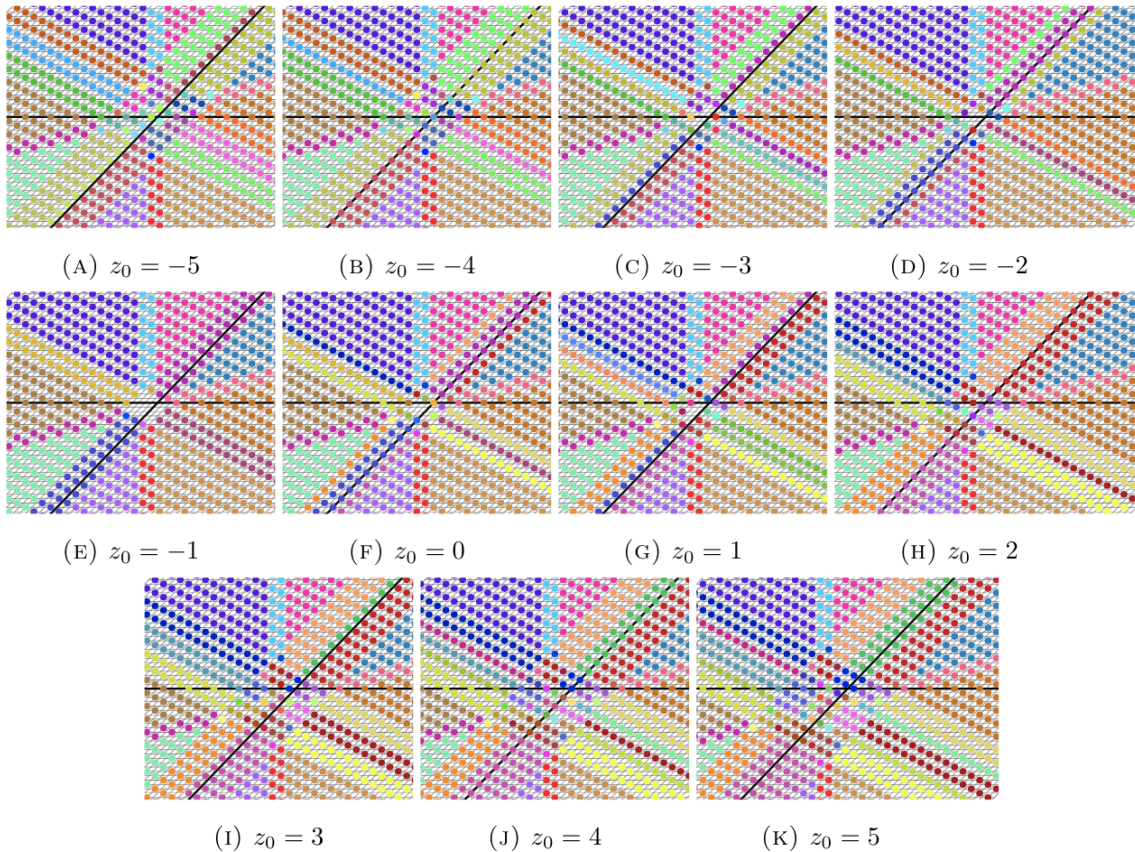 (A) z₀ = −5 (B) z₀ = −4 (C) z₀ = −3 (D) z₀ = −2
(E) z₀ = −1 (F) z₀ = 0 (G) z₀ = 1 (H) z₀ = 2
(I) z₀ = 3 (J) z₀ = 4 (K) z₀ = 5